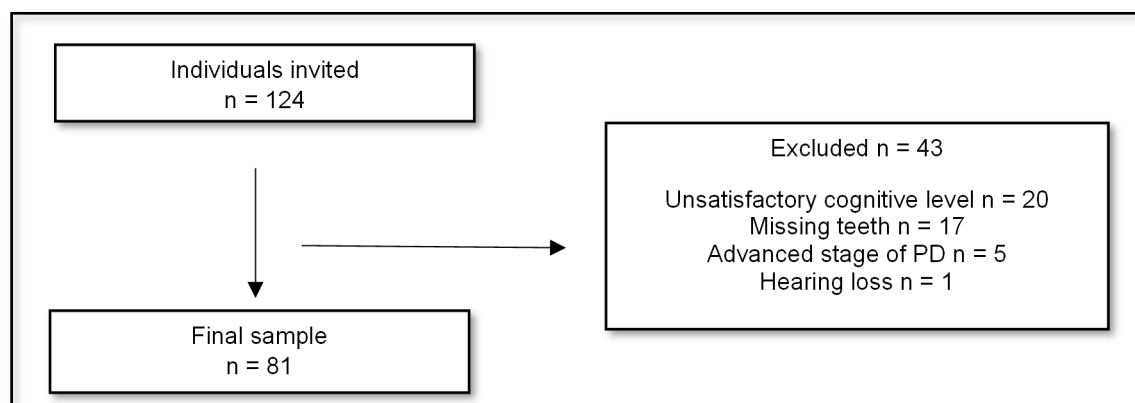 Individuals invited
n = 124
Excluded n = 43
Unsatisfactory cognitive level n = 20
Missing teeth n = 17
Advanced stage of PD n = 5
Hearing loss n = 1
Final sample
n = 81